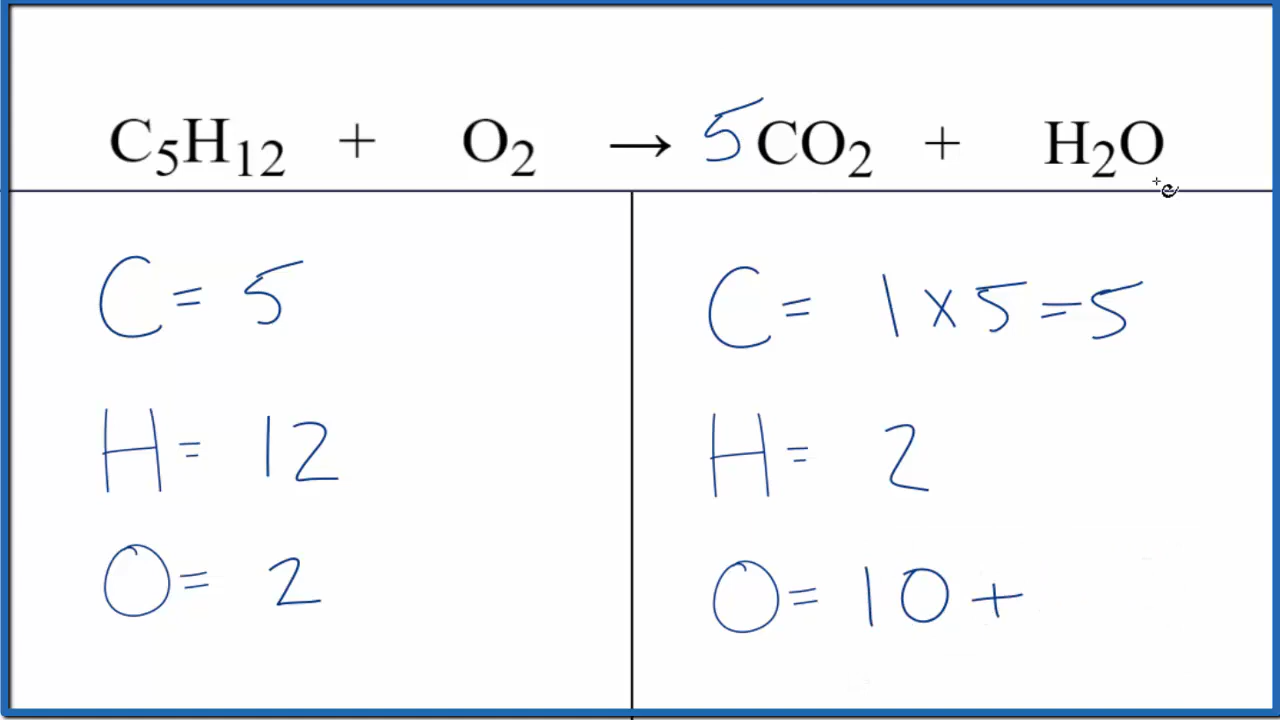 C₅H₁₂ + O₂ → 5CO₂ + H₂O
C = 5
C = 1 x 5 = 5
H = 12
H = 2
O = 2
O = 10 +